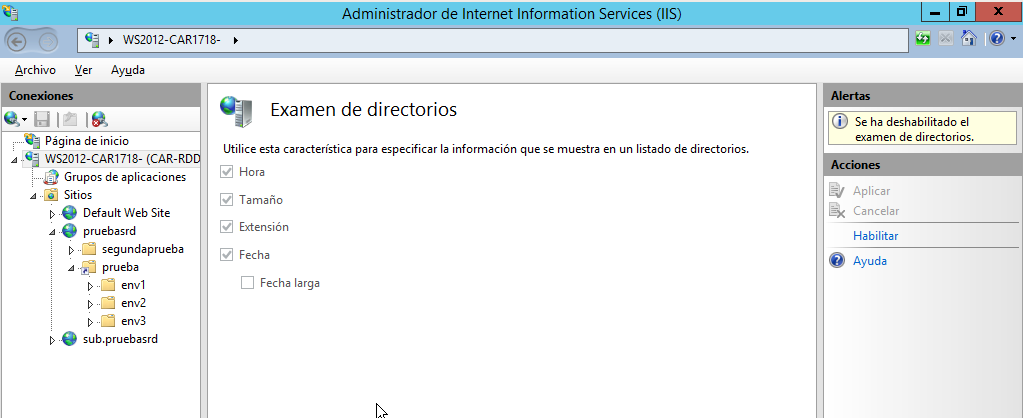 Administrador de Internet Information Services (IIS)
WS2012-CAR1718-
Archivo Ver Ayuda
Conexiones
Página de inicio
WS2012-CAR1718- (CAR-RDD
Grupos de aplicaciones
Sitios
Default Web Site
pruebasrd
segundaprueba
prueba
env1
env2
env3
sub.pruebasrd
Examen de directorios
Utilice esta característica para especificar la información que se muestra en un listado de directorios.
Hora
Tamaño
Extensión
Fecha
Fecha larga
Alertas
Se ha deshabilitado el
examen de directorios.
Acciones
Aplicar
Cancelar
Habilitar
Ayuda